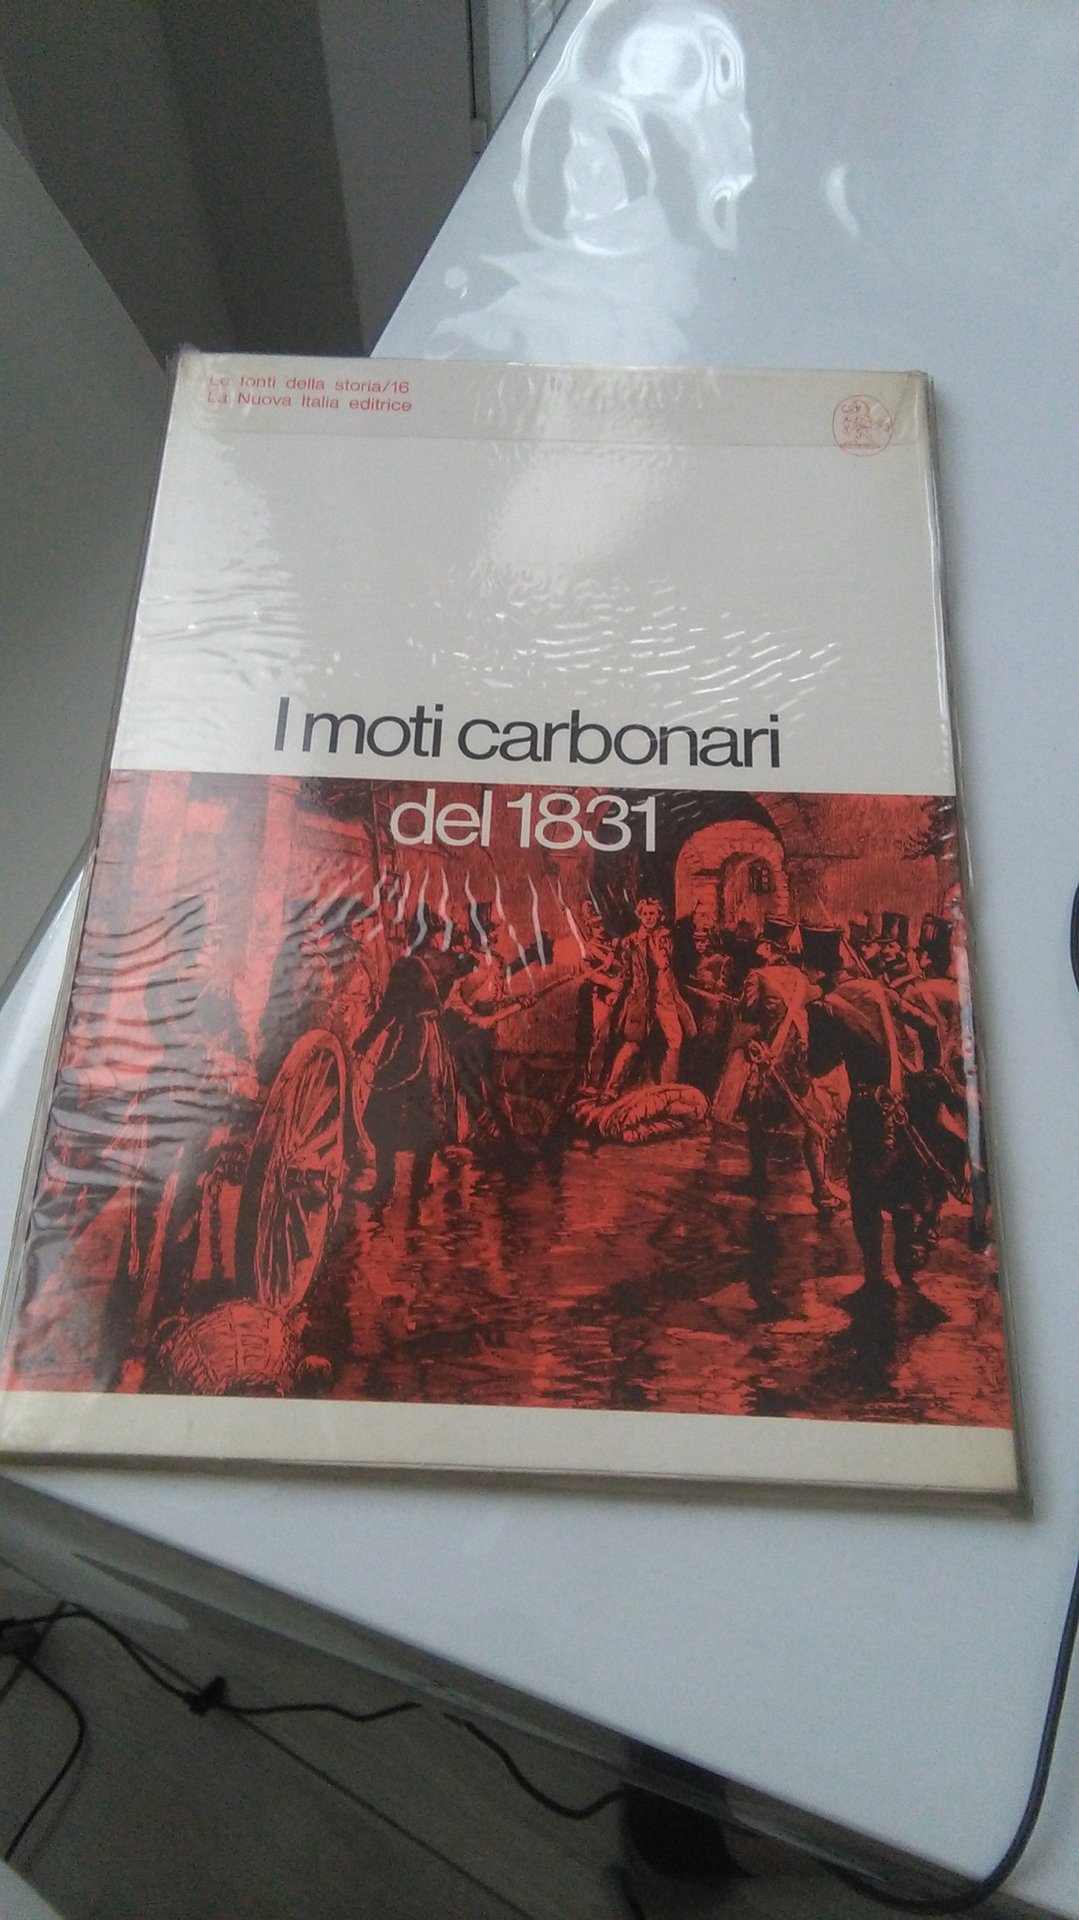 Le fonti della storia/16
La Nuova Italia editrice
I moti carbonari
del 1831